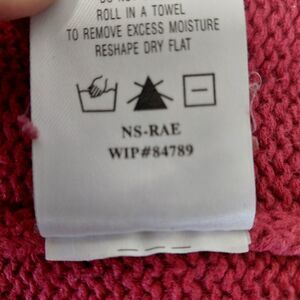 ROLL IN A TOWEL
TO REMOVE EXCESS MOISTURE
RESHAPE DRY FLAT
NS-RAE
WIP#84789